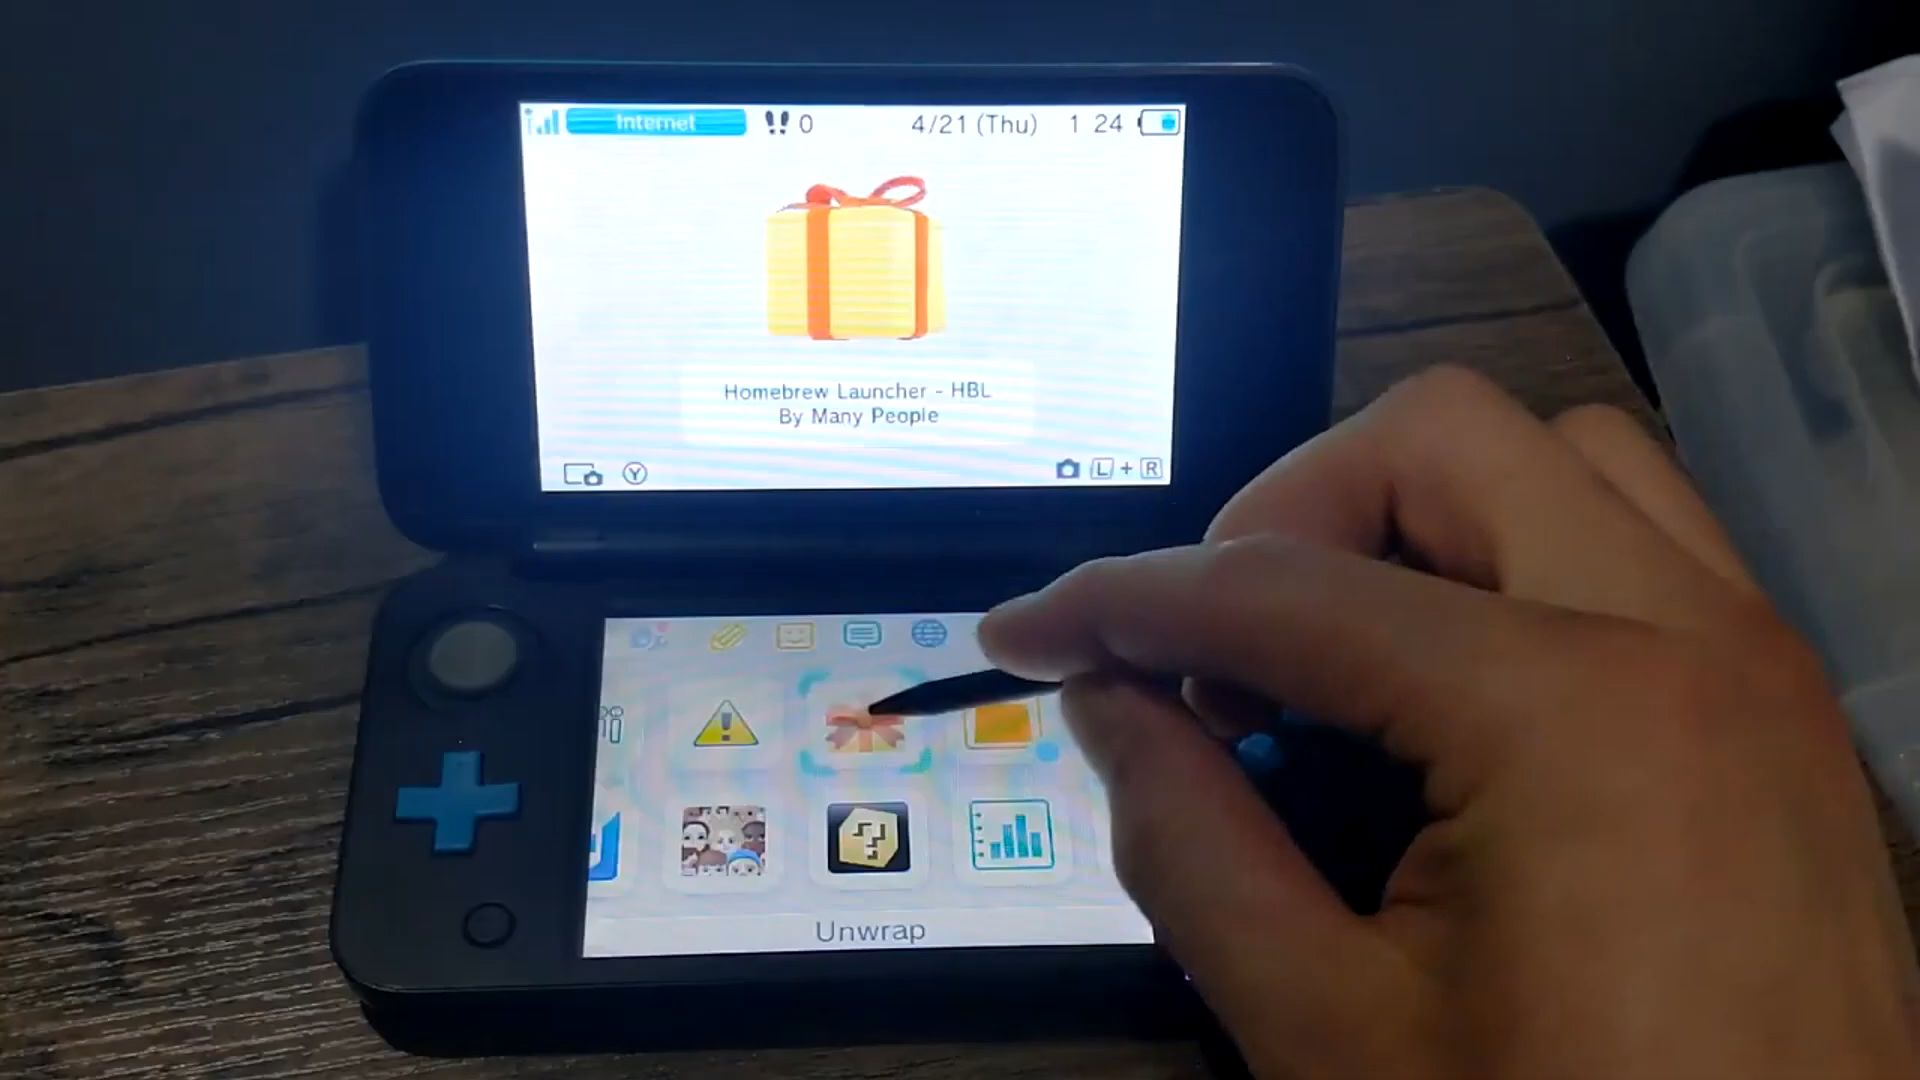 Internet 0 4/21 (Thu) 1 24
Homebrew Launcher - HBL
By Many People
Y L + R
Unwrap